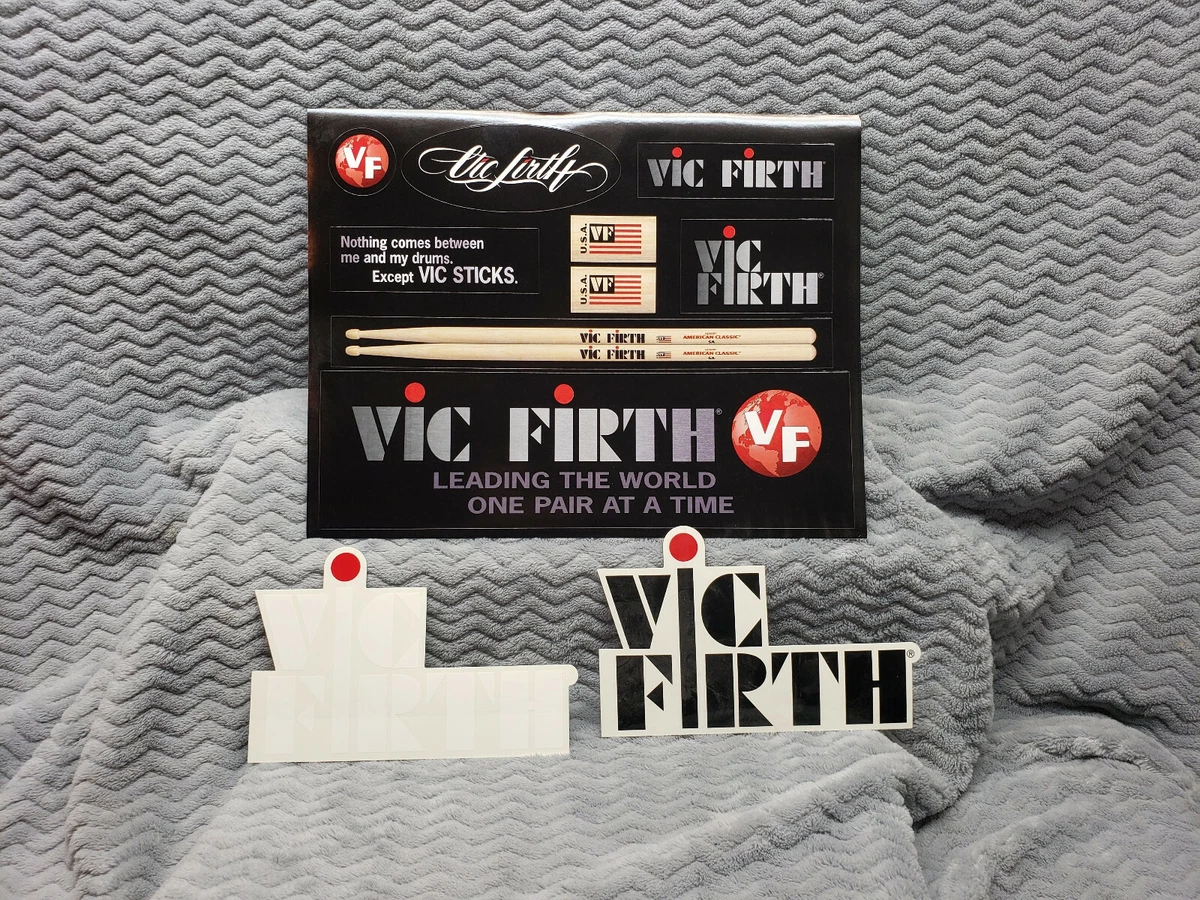 VF
Vic Firth
VIC FIRTH
Nothing comes between
me and my drums.
Except VIC STICKS.
U.S.A. VF
U.S.A. VF
VIC
FIRTH®
VIC FIRTH
AMERICAN CLASSIC®
5A
VIC FIRTH
AMERICAN CLASSIC®
5A
VIC FIRTH®
VF
LEADING THE WORLD
ONE PAIR AT A TIME
VIC
FIRTH
VIC
FIRTH®